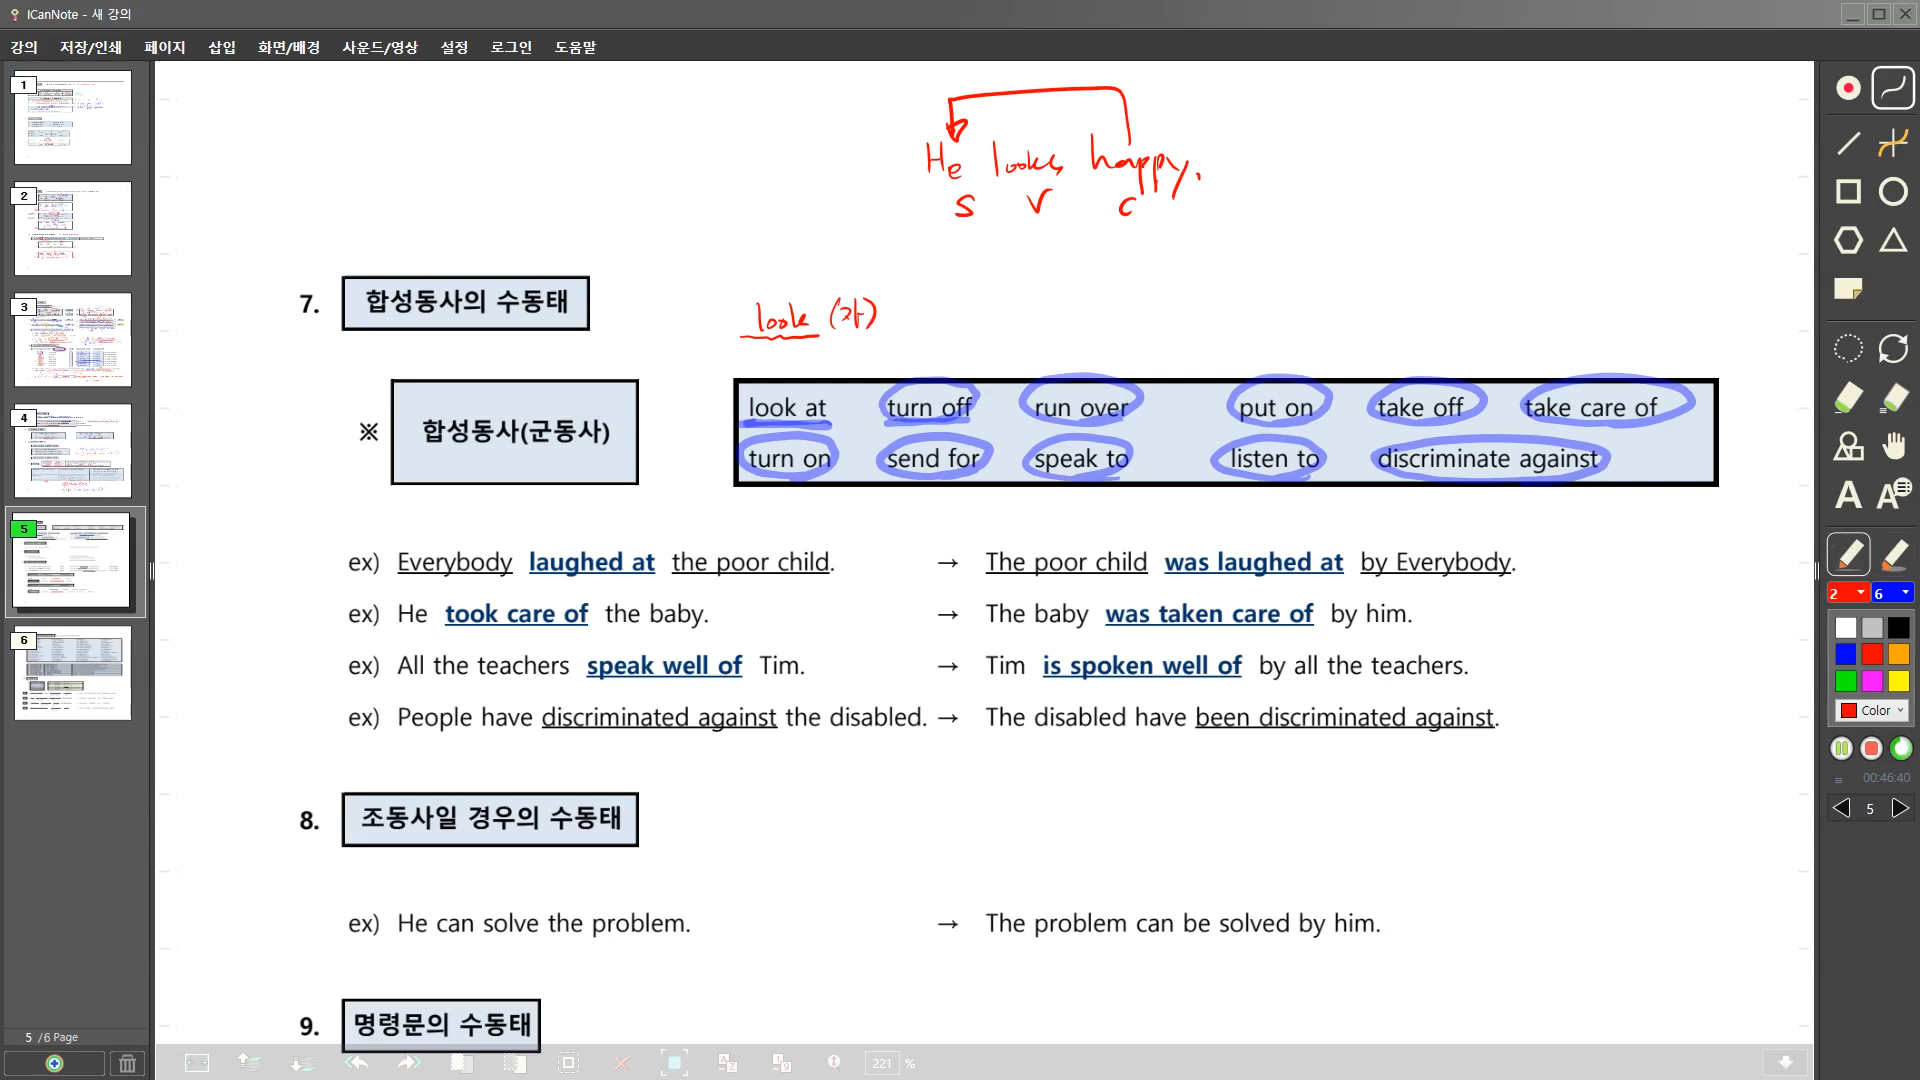 ICanNote - 새 강의
강의 저장/인쇄 페이지 삽입 화면/배경 사운드/영상 설정 로그인 도움말
1
2
3
4
5
6
5 /6 Page
He looks happy.
S V C
7. 합성동사의 수동태
look (자)
※ 합성동사(군동사)
look at turn off run over put on take off take care of
turn on send for speak to listen to discriminate against
ex) Everybody laughed at the poor child. → The poor child was laughed at by Everybody.
ex) He took care of the baby. → The baby was taken care of by him.
ex) All the teachers speak well of Tim. → Tim is spoken well of by all the teachers.
ex) People have discriminated against the disabled. → The disabled have been discriminated against.
8. 조동사일 경우의 수동태
ex) He can solve the problem. → The problem can be solved by him.
9. 명령문의 수동태
221 %
A A
2 6
Color
00:46:40
5